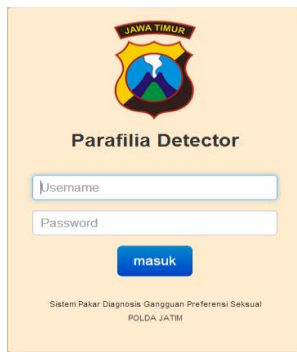 JAWA TIMUR
Parafilia Detector
Username
Password
masuk
Sistem Pakar Diagnosis Gangguan Preferensi Seksual
POLDA JATIM